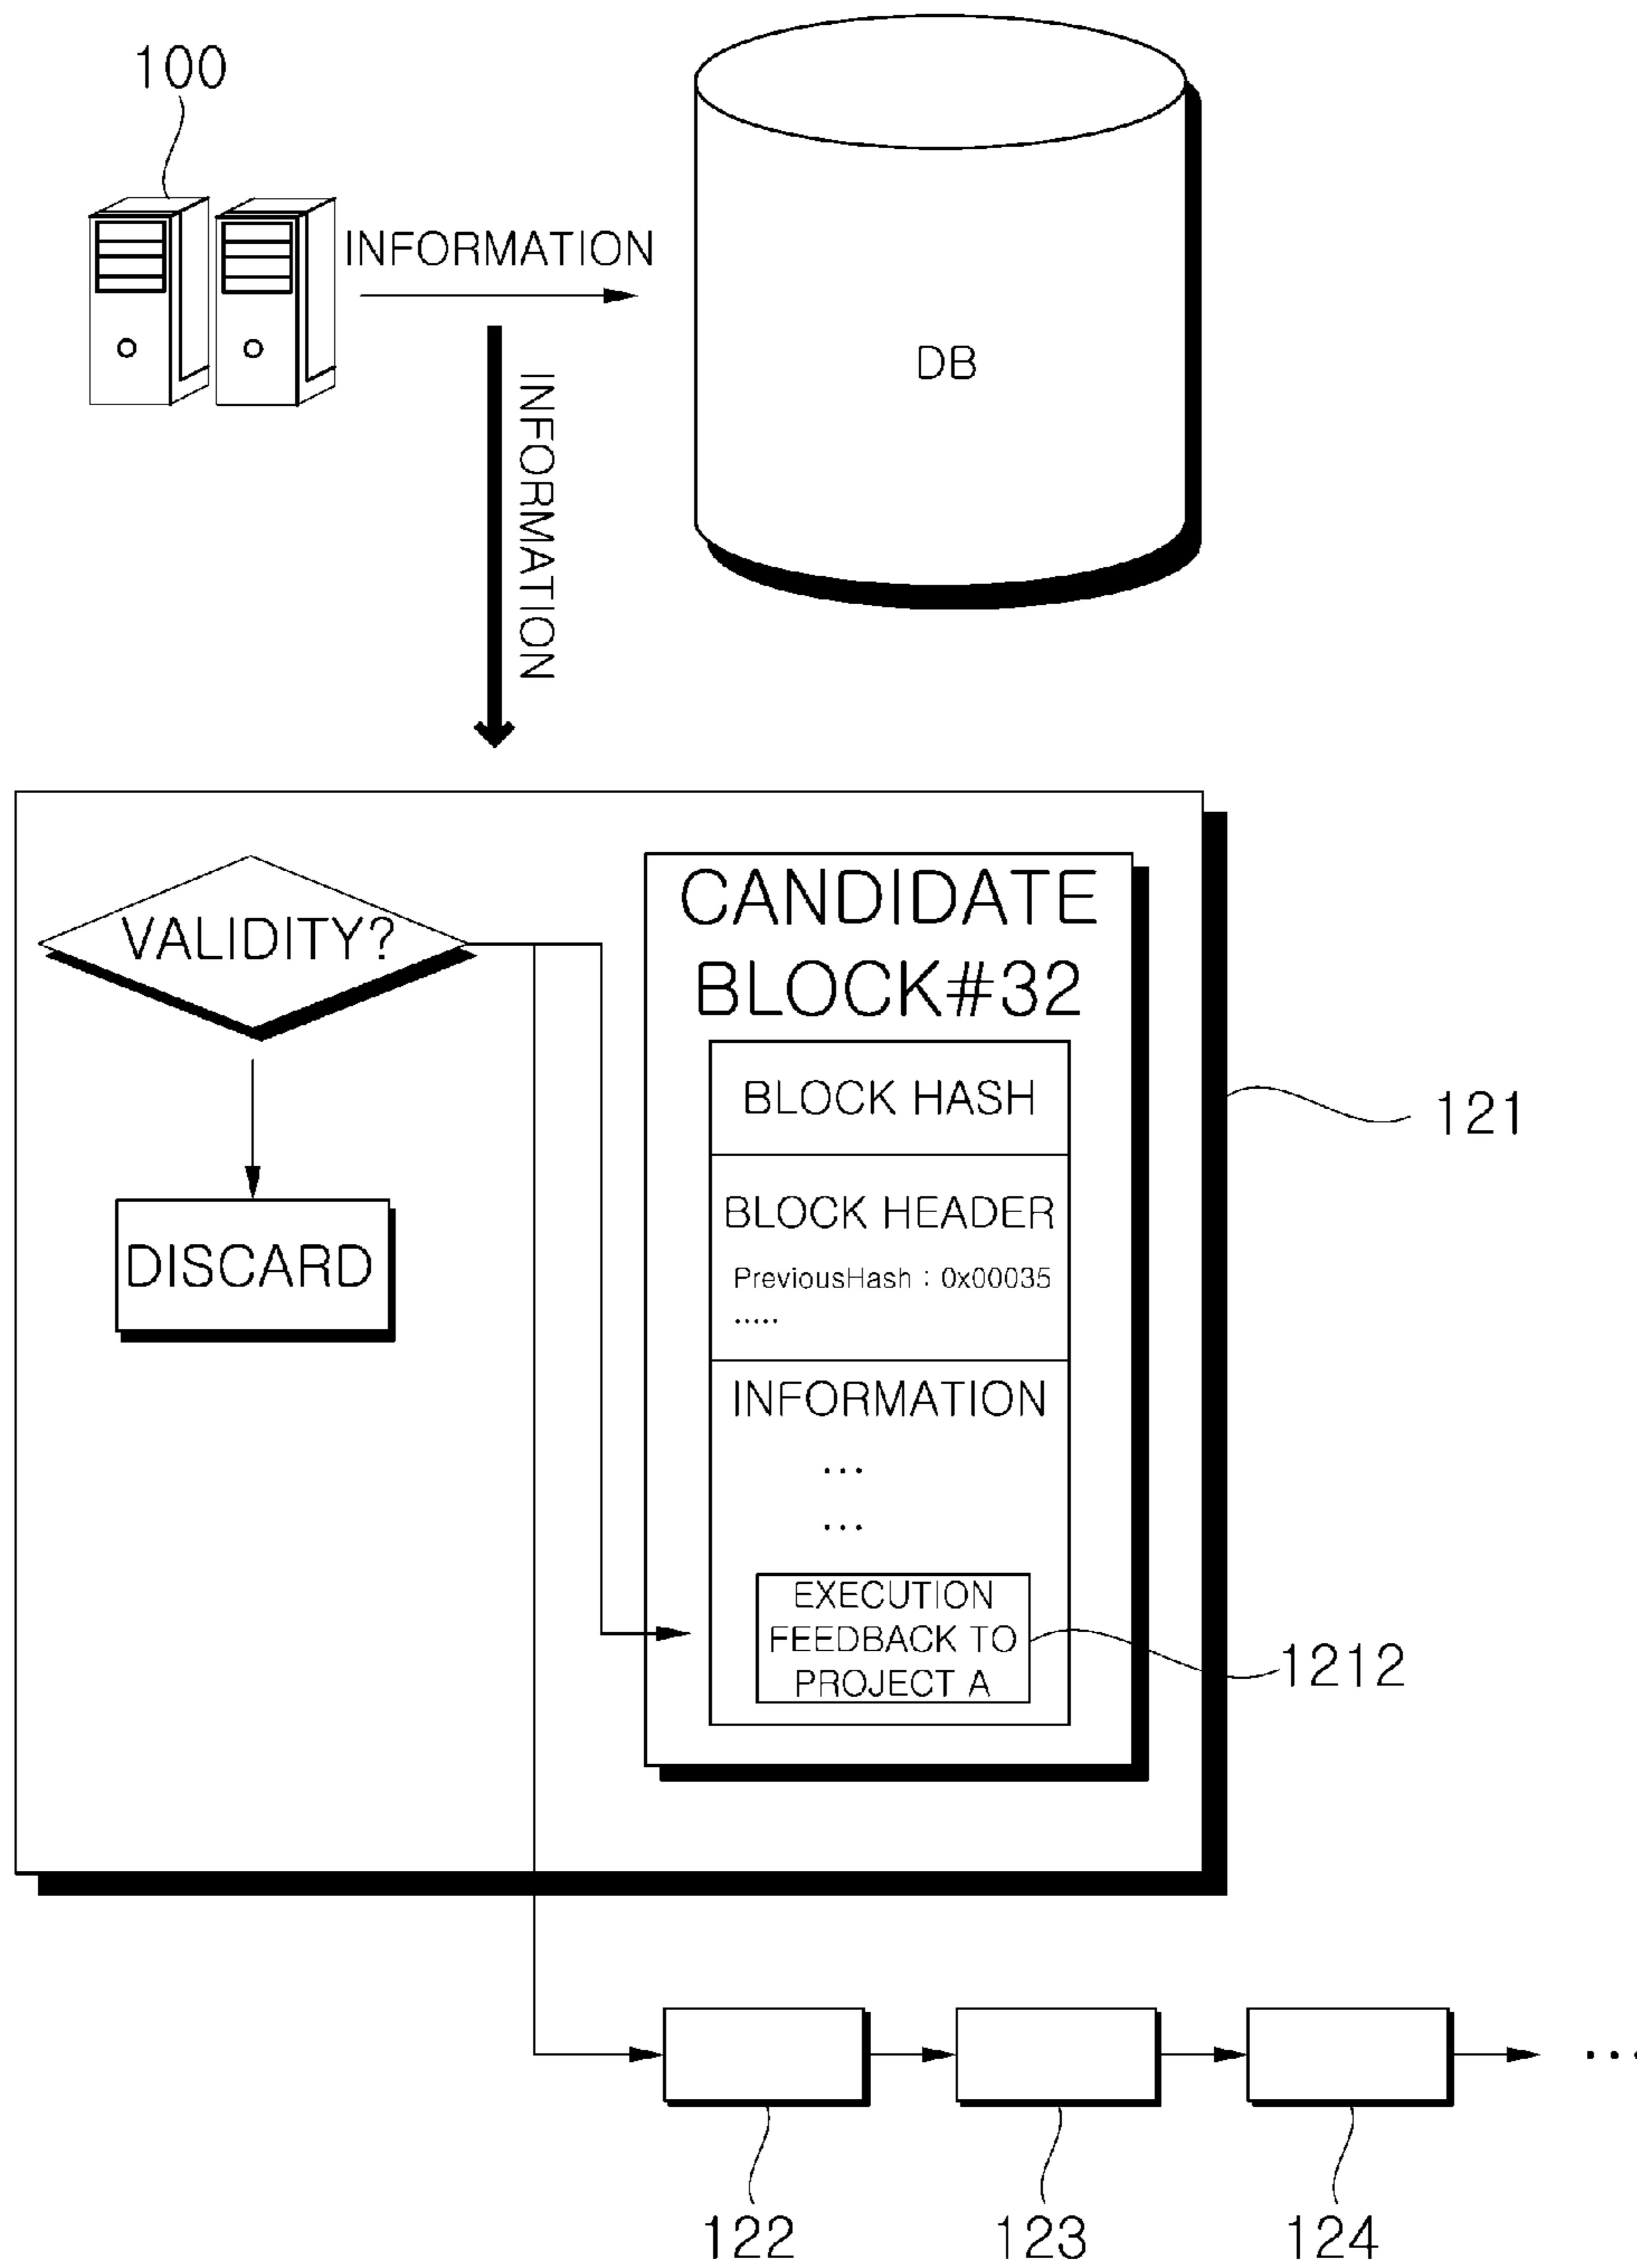 100
INFORMATION
DB
INFORMATION
VALIDITY?
DISCARD
CANDIDATE
BLOCK#32
BLOCK HASH
BLOCK HEADER
PreviousHash : 0x00035
.....
INFORMATION
...
...
EXECUTION
FEEDBACK TO
PROJECT A
121
1212
...
122
123
124